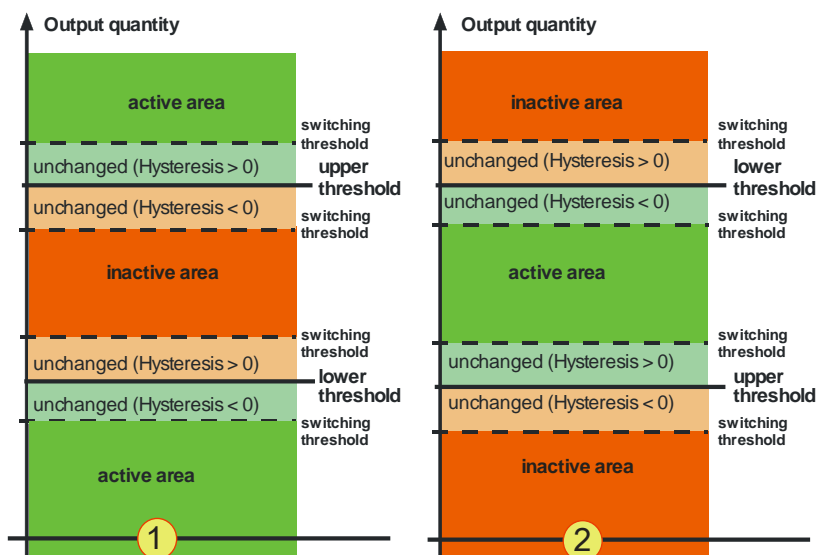 Output quantity
active area
switching
threshold
unchanged (Hysteresis > 0)
upper
threshold
unchanged (Hysteresis < 0)
switching
threshold
inactive area
switching
threshold
unchanged (Hysteresis > 0)
lower
threshold
unchanged (Hysteresis < 0)
switching
threshold
active area
1
Output quantity
inactive area
switching
threshold
unchanged (Hysteresis > 0)
lower
threshold
unchanged (Hysteresis < 0)
switching
threshold
active area
switching
threshold
unchanged (Hysteresis > 0)
upper
threshold
unchanged (Hysteresis < 0)
switching
threshold
inactive area
2